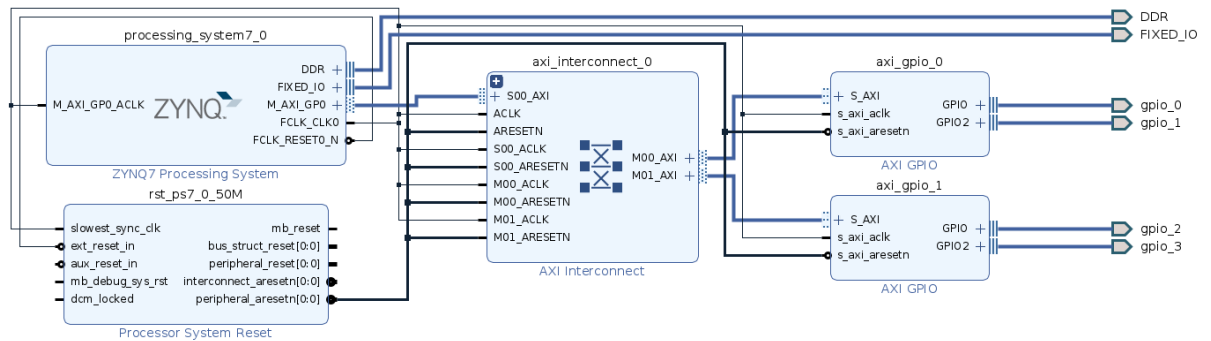 DDR
FIXED_IO
processing_system7_0
DDR
FIXED_IO
M_AXI_GP0_ACLK
M_AXI_GP0
FCLK_CLK0
FCLK_RESET0_N
ZYNQ
ZYNQ7 Processing System
rst_ps7_0_50M
slowest_sync_clk
mb_reset
ext_reset_in
bus_struct_reset[0:0]
aux_reset_in
peripheral_reset[0:0]
mb_debug_sys_rst
interconnect_aresetn[0:0]
dcm_locked
peripheral_aresetn[0:0]
Processor System Reset
axi_interconnect_0
S00_AXI
ACLK
ARESETN
S00_ACLK
S00_ARESETN
M00_ACLK
M00_ARESETN
M01_ACLK
M01_ARESETN
M00_AXI
M01_AXI
AXI Interconnect
axi_gpio_0
S_AXI
s_axi_aclk
s_axi_aresetn
GPIO
GPIO2
AXI GPIO
gpio_0
gpio_1
axi_gpio_1
S_AXI
s_axi_aclk
s_axi_aresetn
GPIO
GPIO2
AXI GPIO
gpio_2
gpio_3